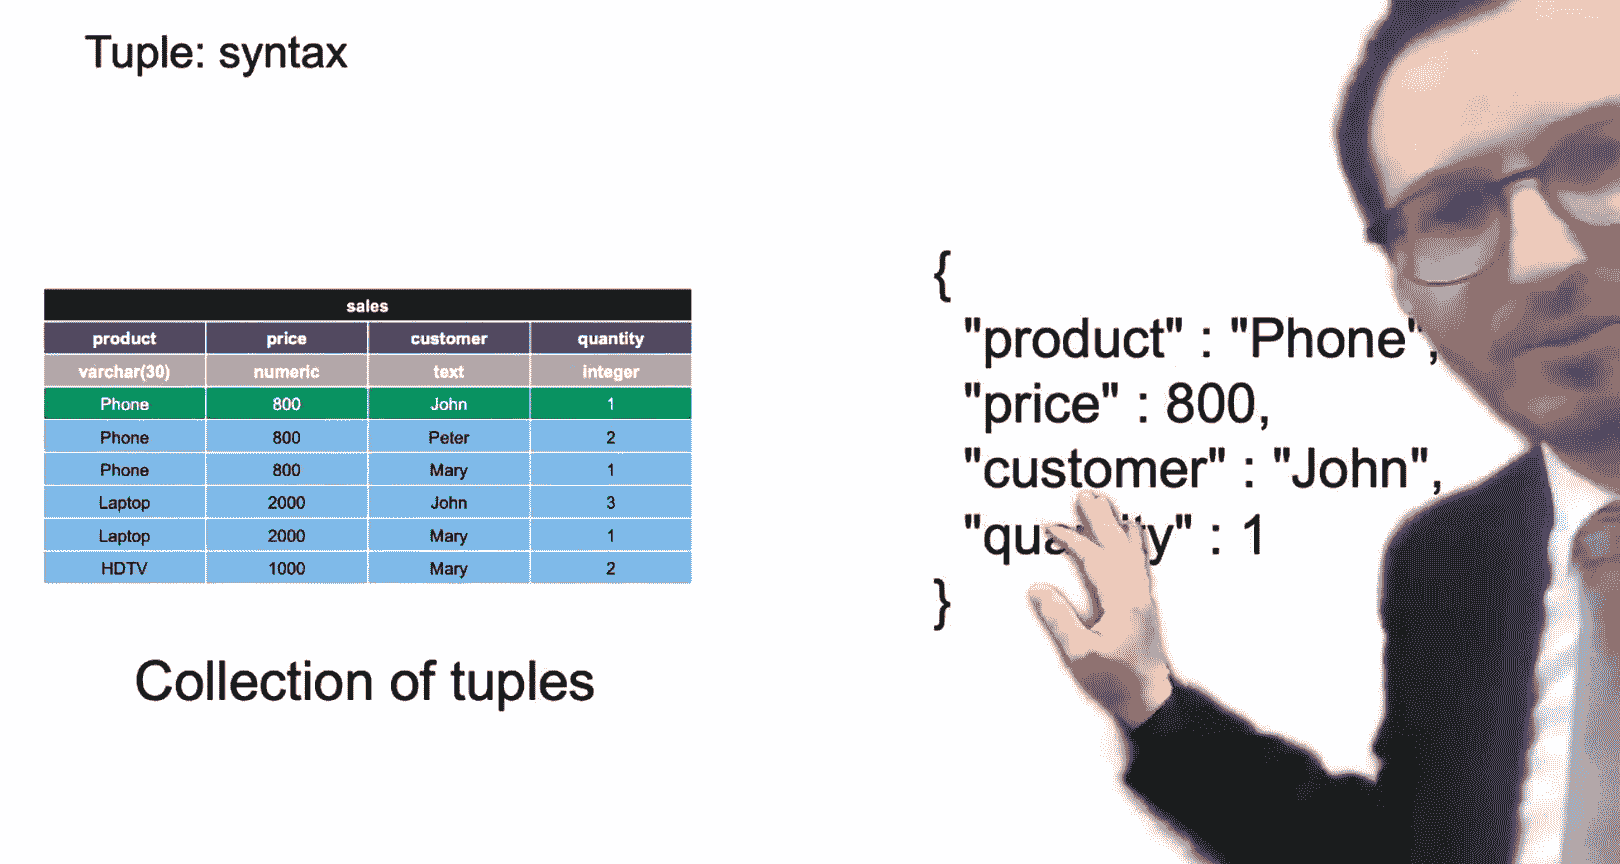 Tuple: syntax
sales
product price customer quantity
varchar(30) numeric text integer
Phone 800 John 1
Phone 800 Peter 2
Phone 800 Mary 1
Laptop 2000 John 3
Laptop 2000 Mary 1
HDTV 1000 Mary 2
Collection of tuples
{
"product" : "Phone",
"price" : 800,
"customer" : "John",
"quantity" : 1
}